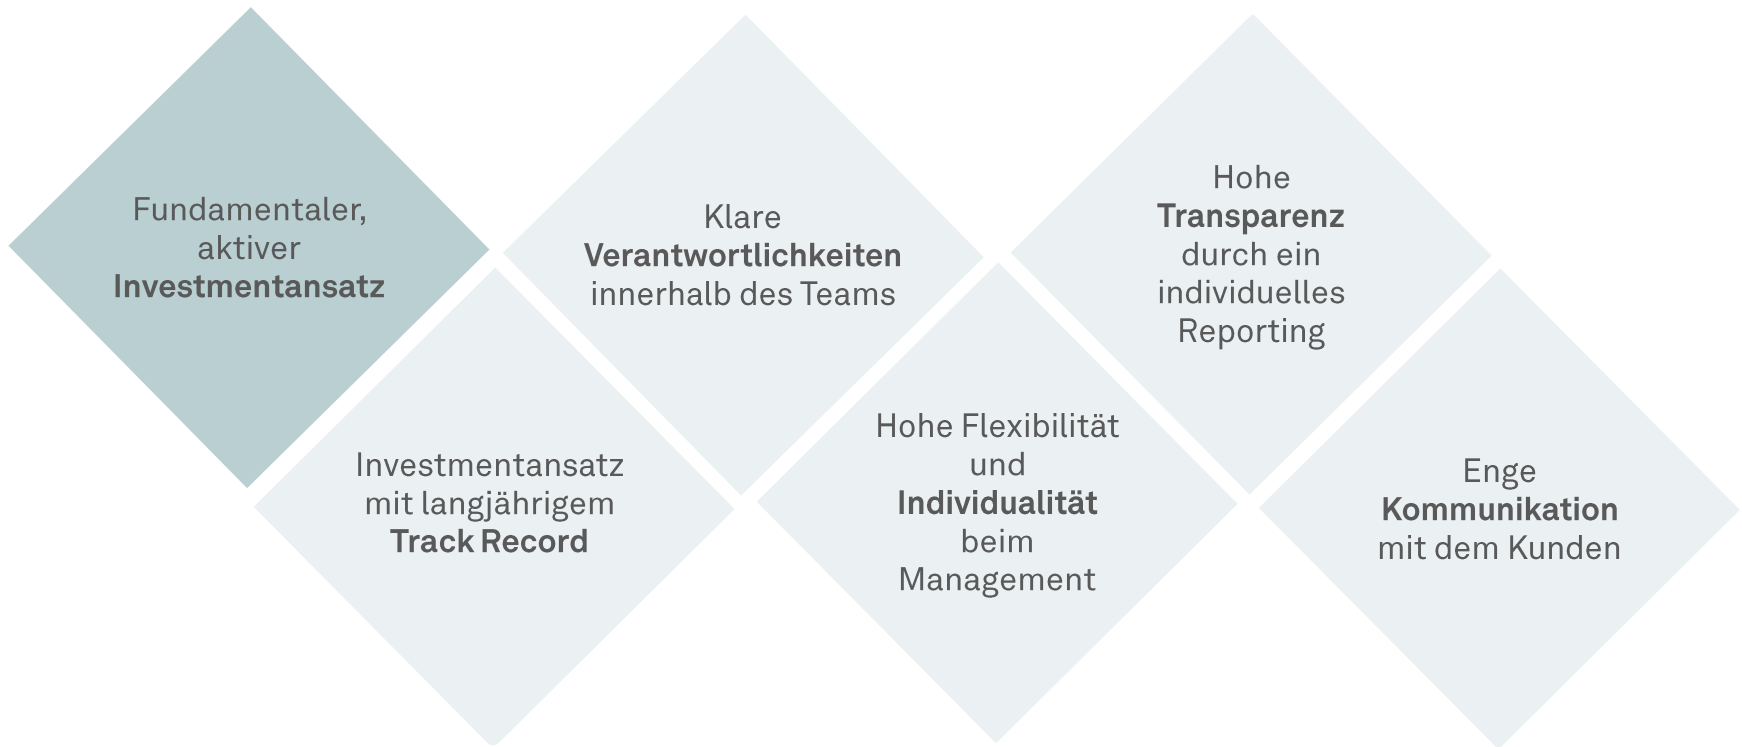 Fundamentaler,
aktiver
Investmentansatz
Investmentansatz
mit langjährigem
Track Record
Klare
Verantwortlichkeiten
innerhalb des Teams
Hohe Flexibilität
und
Individualität
beim
Management
Hohe
Transparenz
durch ein
individuelles
Reporting
Enge
Kommunikation
mit dem Kunden